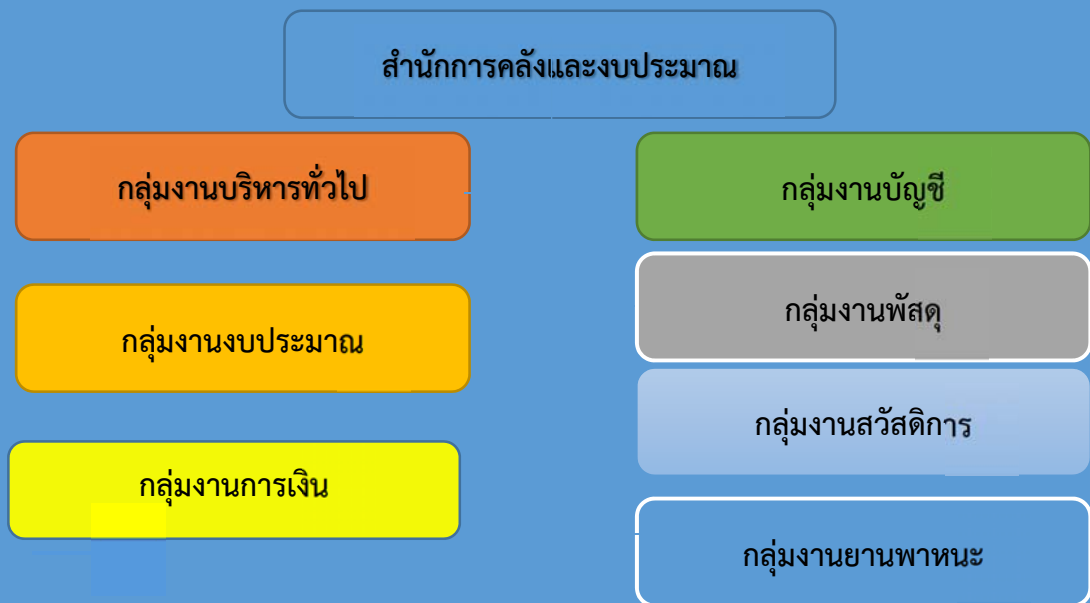 สำนักการคลังและงบประมาณ
กลุ่มงานบริหารทั่วไป
กลุ่มงานงบประมาณ
กลุ่มงานการเงิน
กลุ่มงานบัญชี
กลุ่มงานพัสดุ
กลุ่มงานสวัสดิการ
กลุ่มงานยานพาหนะ